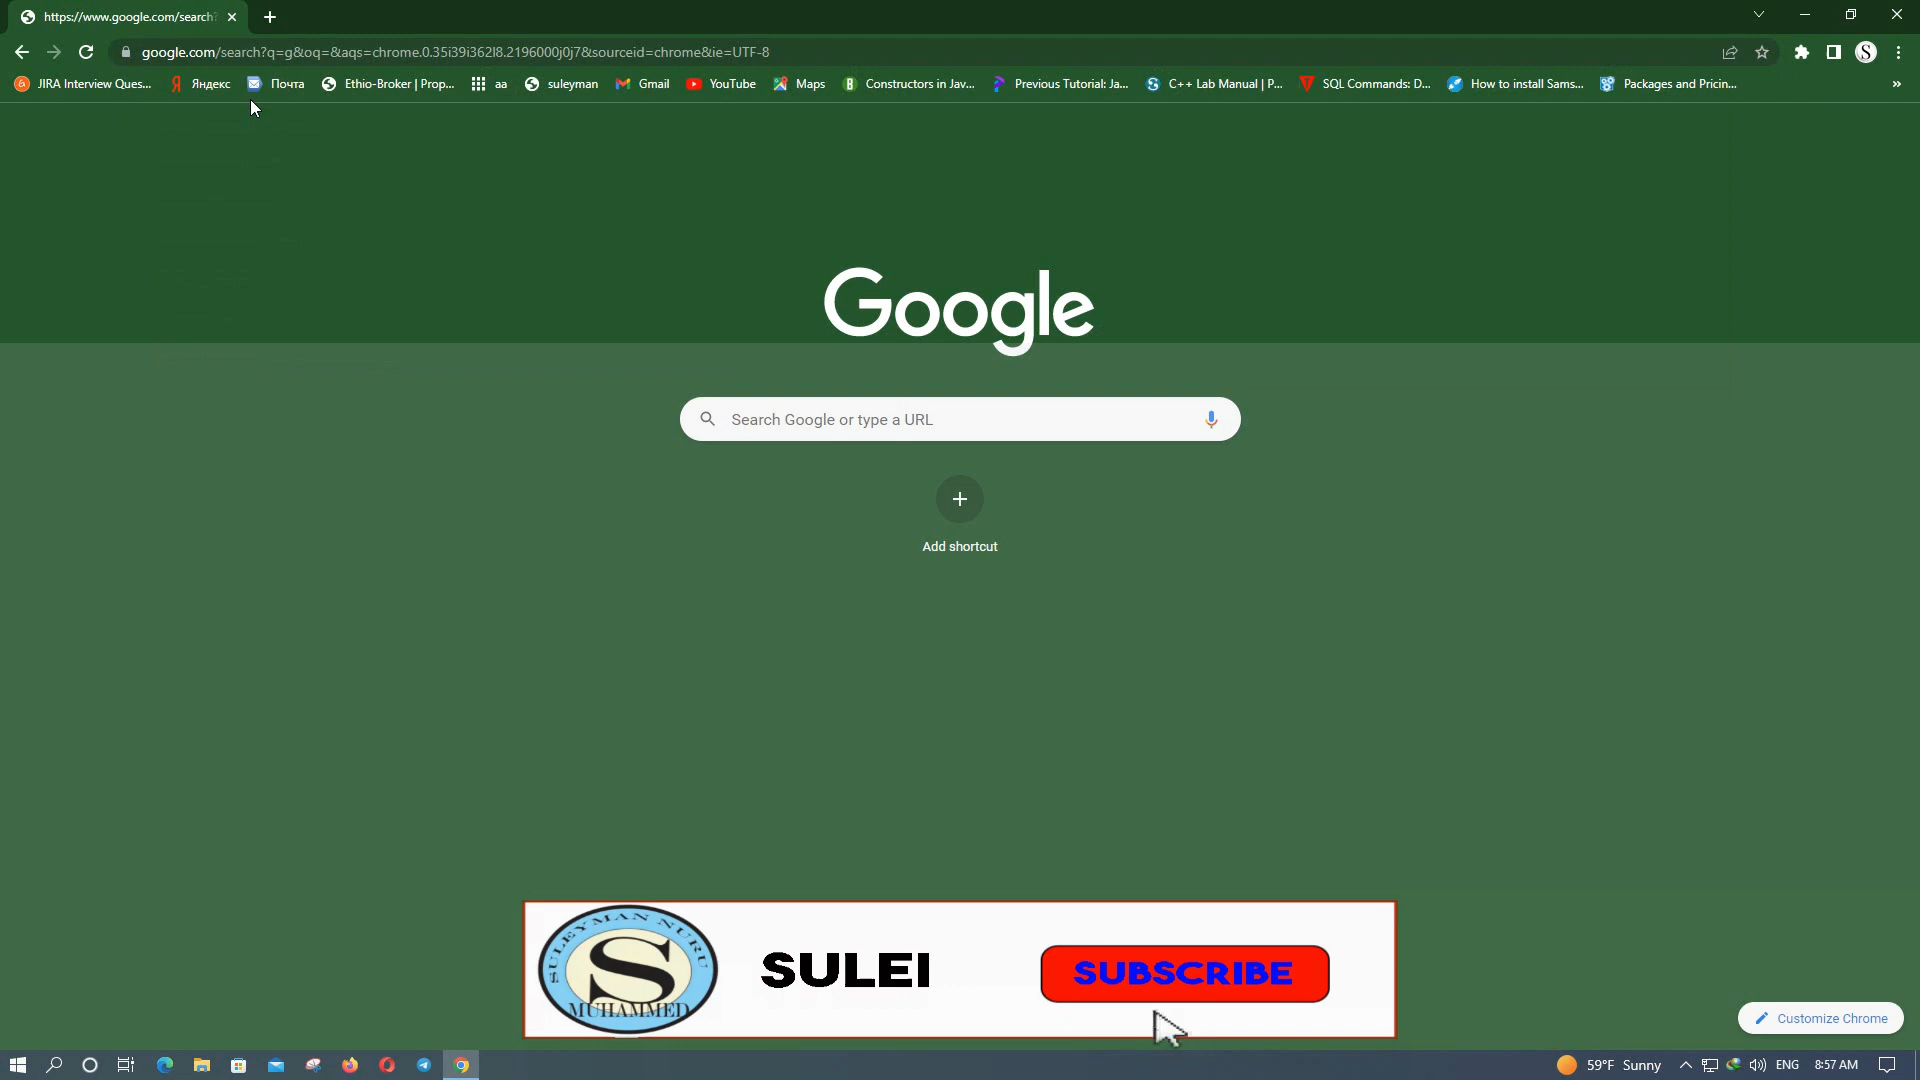 https://www.google.com/search?
google.com/search?q=g&oq=&aqs=chrome.0.35i39i362l8.2196000j0j7&sourceid=chrome&ie=UTF-8
JIRA Interview Ques... Яндекс Почта Ethio-Broker | Prop... aa suleyman Gmail YouTube Maps Constructors in Jav... Previous Tutorial: Ja... C++ Lab Manual | P... SQL Commands: D... How to install Sams... Packages and Pricin... »
Google
Search Google or type a URL
Add shortcut
SULEYMAN NURU
S
MUHAMMED
SULEI
SUBSCRIBE
Customize Chrome
59°F Sunny ENG 8:57 AM